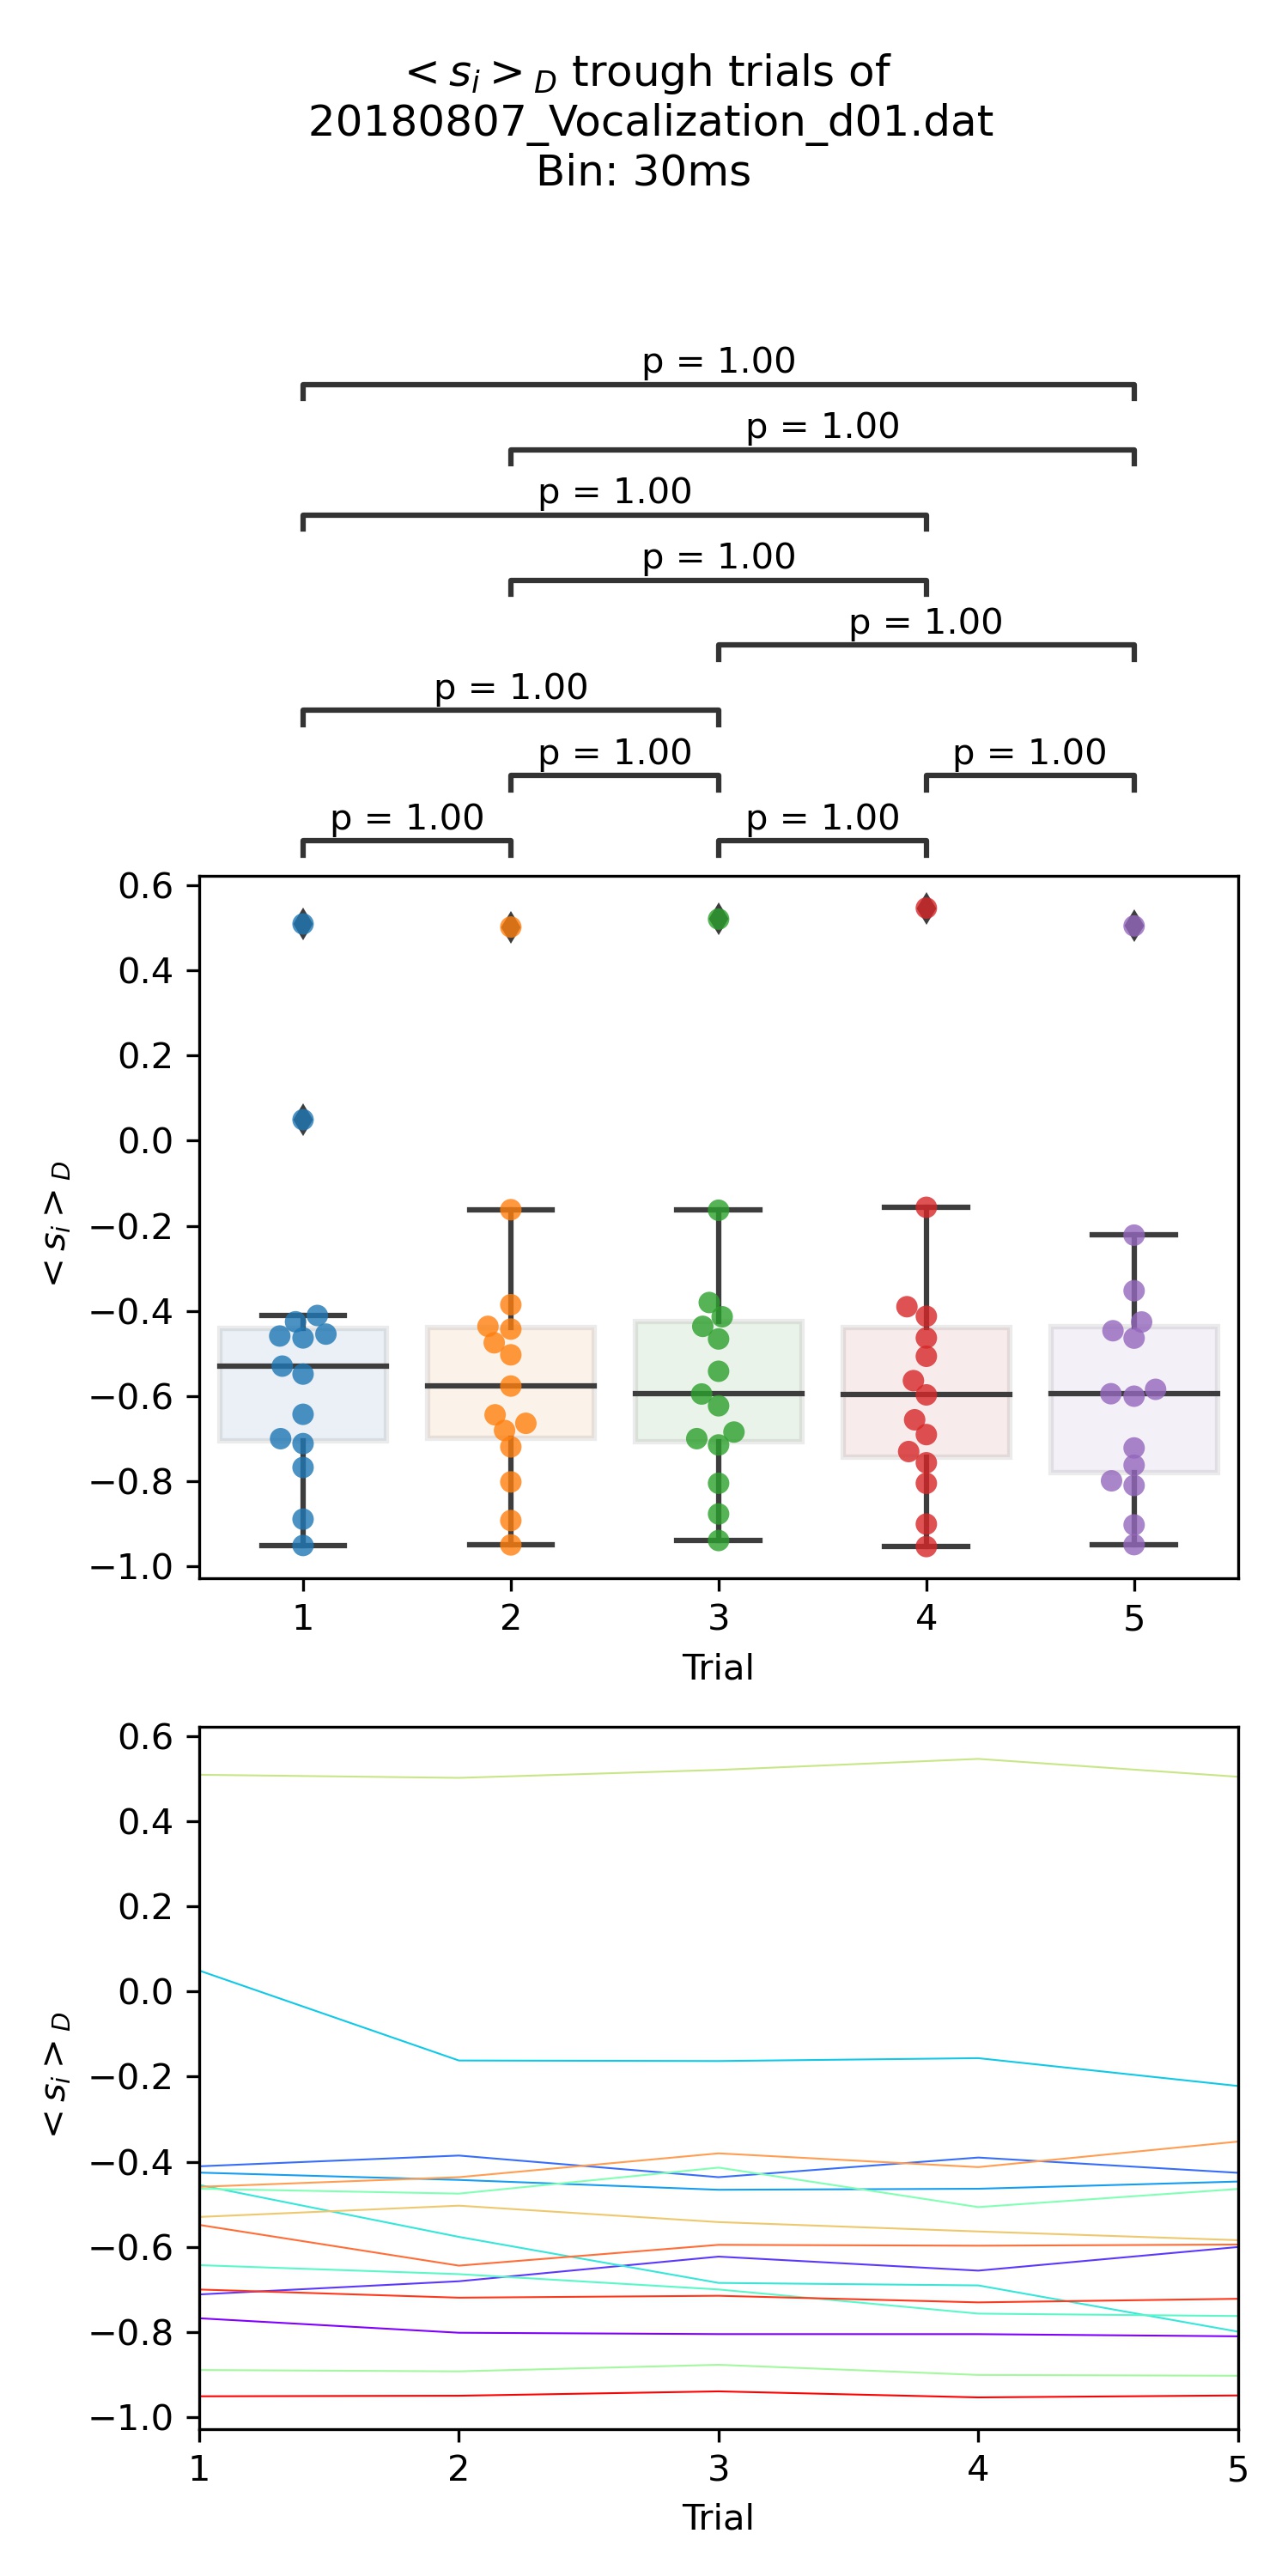 < s_i >_D trough trials of
20180807_Vocalization_d01.dat
Bin: 30ms
p = 1.00
p = 1.00
p = 1.00
p = 1.00
p = 1.00
p = 1.00
p = 1.00 p = 1.00
p = 1.00 p = 1.00
0.6
0.4
0.2
0.0
−0.2
−0.4
−0.6
−0.8
−1.0
< s_i >_D
1 2 3 4 5
Trial
0.6
0.4
0.2
0.0
−0.2
−0.4
−0.6
−0.8
−1.0
< s_i >_D
1 2 3 4 5
Trial